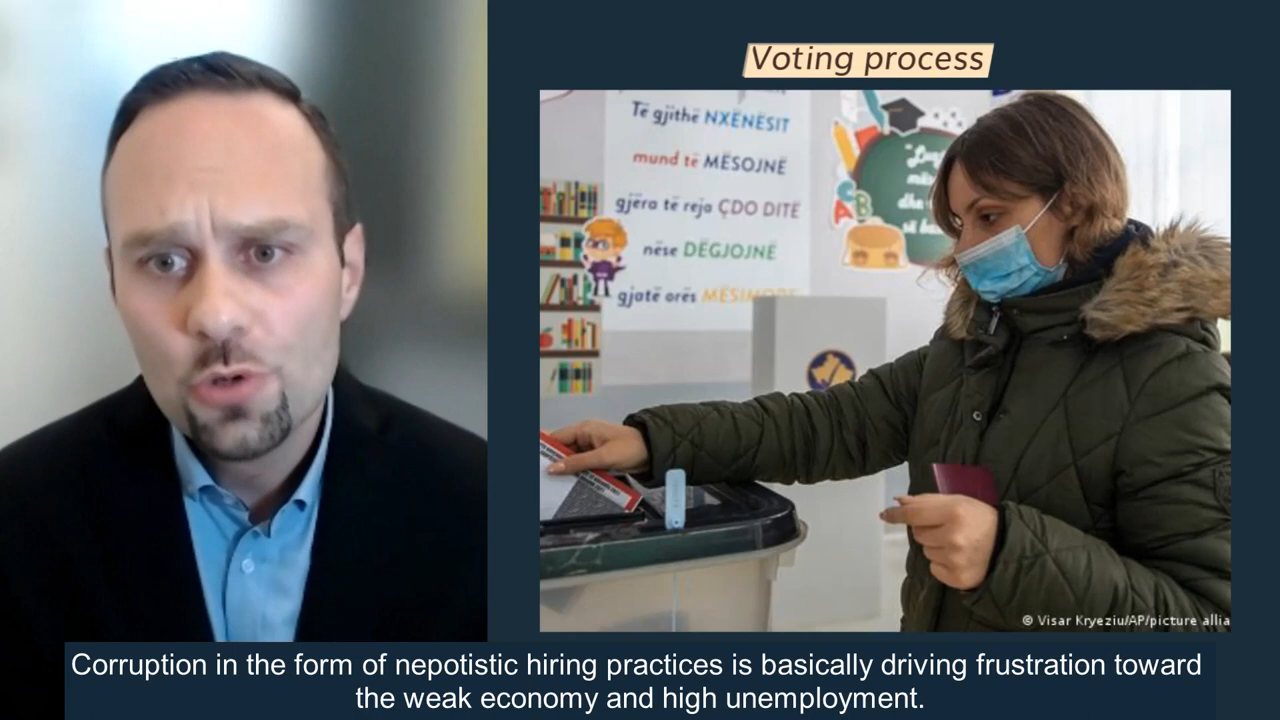 Voting process
Të gjithë NXËNËSIT
mund të MËSOJNË
gjëra të reja ÇDO DITË
nëse DËGJOJNË
gjatë orës
dhe
A
B
© Visar Kryeziu/AP/picture allia
Corruption in the form of nepotistic hiring practices is basically driving frustration toward
the weak economy and high unemployment.